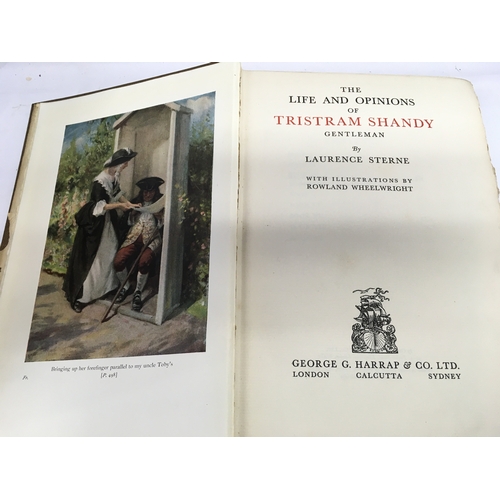 Bringing up her forefinger parallel to my uncle Toby's
[P. 498]
THE
LIFE AND OPINIONS
OF
TRISTRAM SHANDY
GENTLEMAN
By
LAURENCE STERNE
WITH ILLUSTRATIONS BY
ROWLAND WHEELWRIGHT
GEORGE G. HARRAP & CO. LTD.
LONDON CALCUTTA SYDNEY